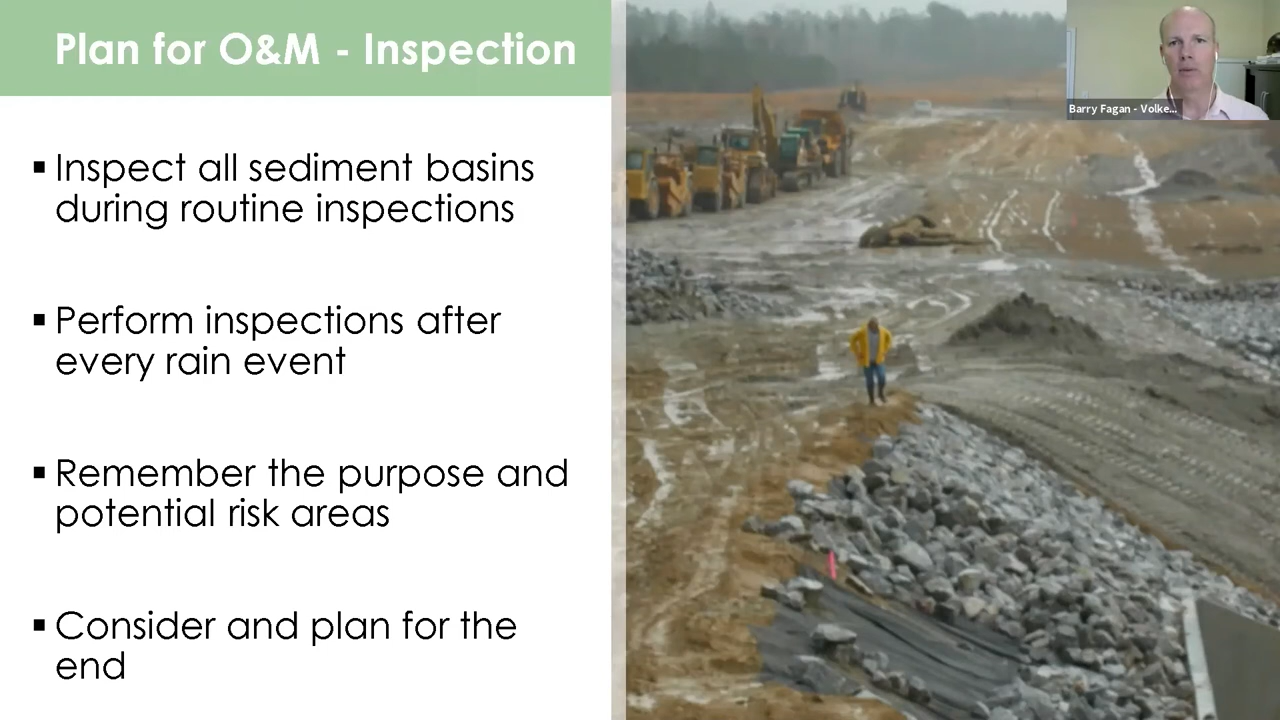 Plan for O&M - Inspection
Barry Fagan - Volke...
▪ Inspect all sediment basins
during routine inspections
▪ Perform inspections after
every rain event
▪ Remember the purpose and
potential risk areas
▪ Consider and plan for the
end